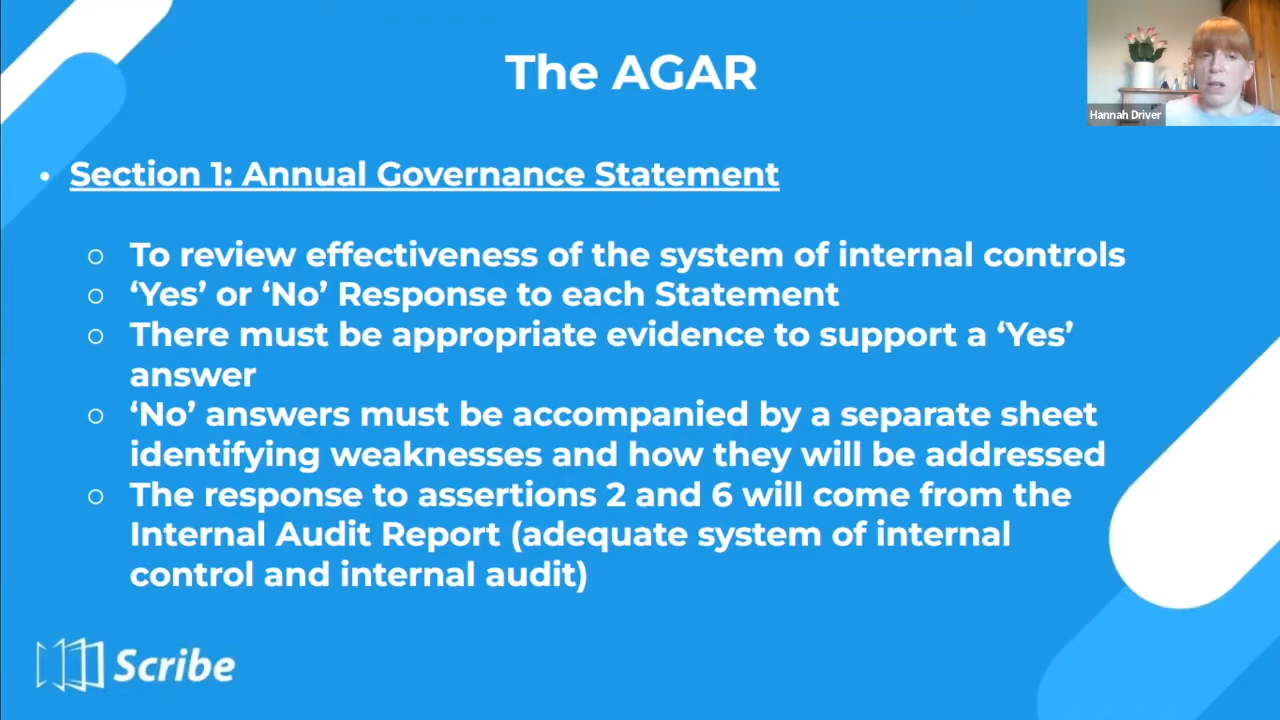 The AGAR
Hannah Driver
• Section 1: Annual Governance Statement
○ To review effectiveness of the system of internal controls
○ ‘Yes’ or ‘No’ Response to each Statement
○ There must be appropriate evidence to support a ‘Yes’
answer
○ ‘No’ answers must be accompanied by a separate sheet
identifying weaknesses and how they will be addressed
○ The response to assertions 2 and 6 will come from the
Internal Audit Report (adequate system of internal
control and internal audit)
Scribe